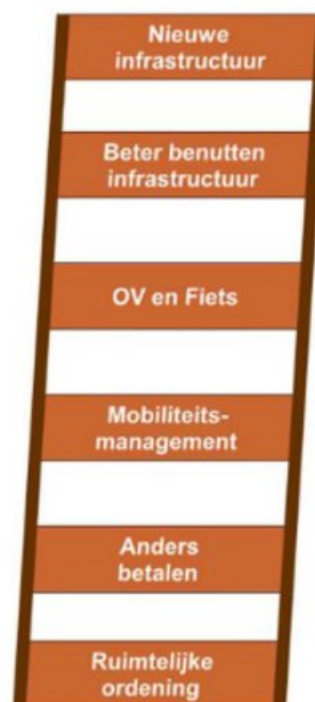 Nieuwe
infrastructuur
Beter benutten
infrastructuur
OV en Fiets
Mobiliteits-
management
Anders
betalen
Ruimtelijke
ordening